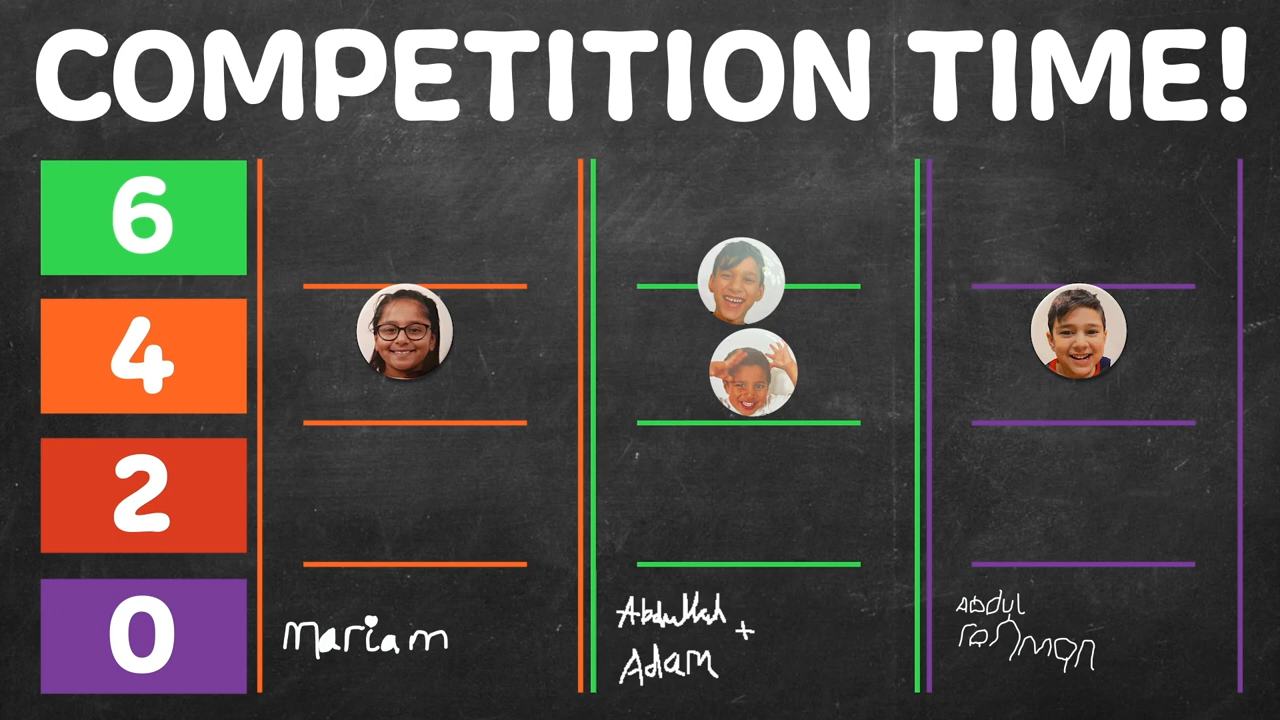 COMPETITION TIME!
6
4
2
0
Mariam
Abdullah +
Adam
Abdul
rahman